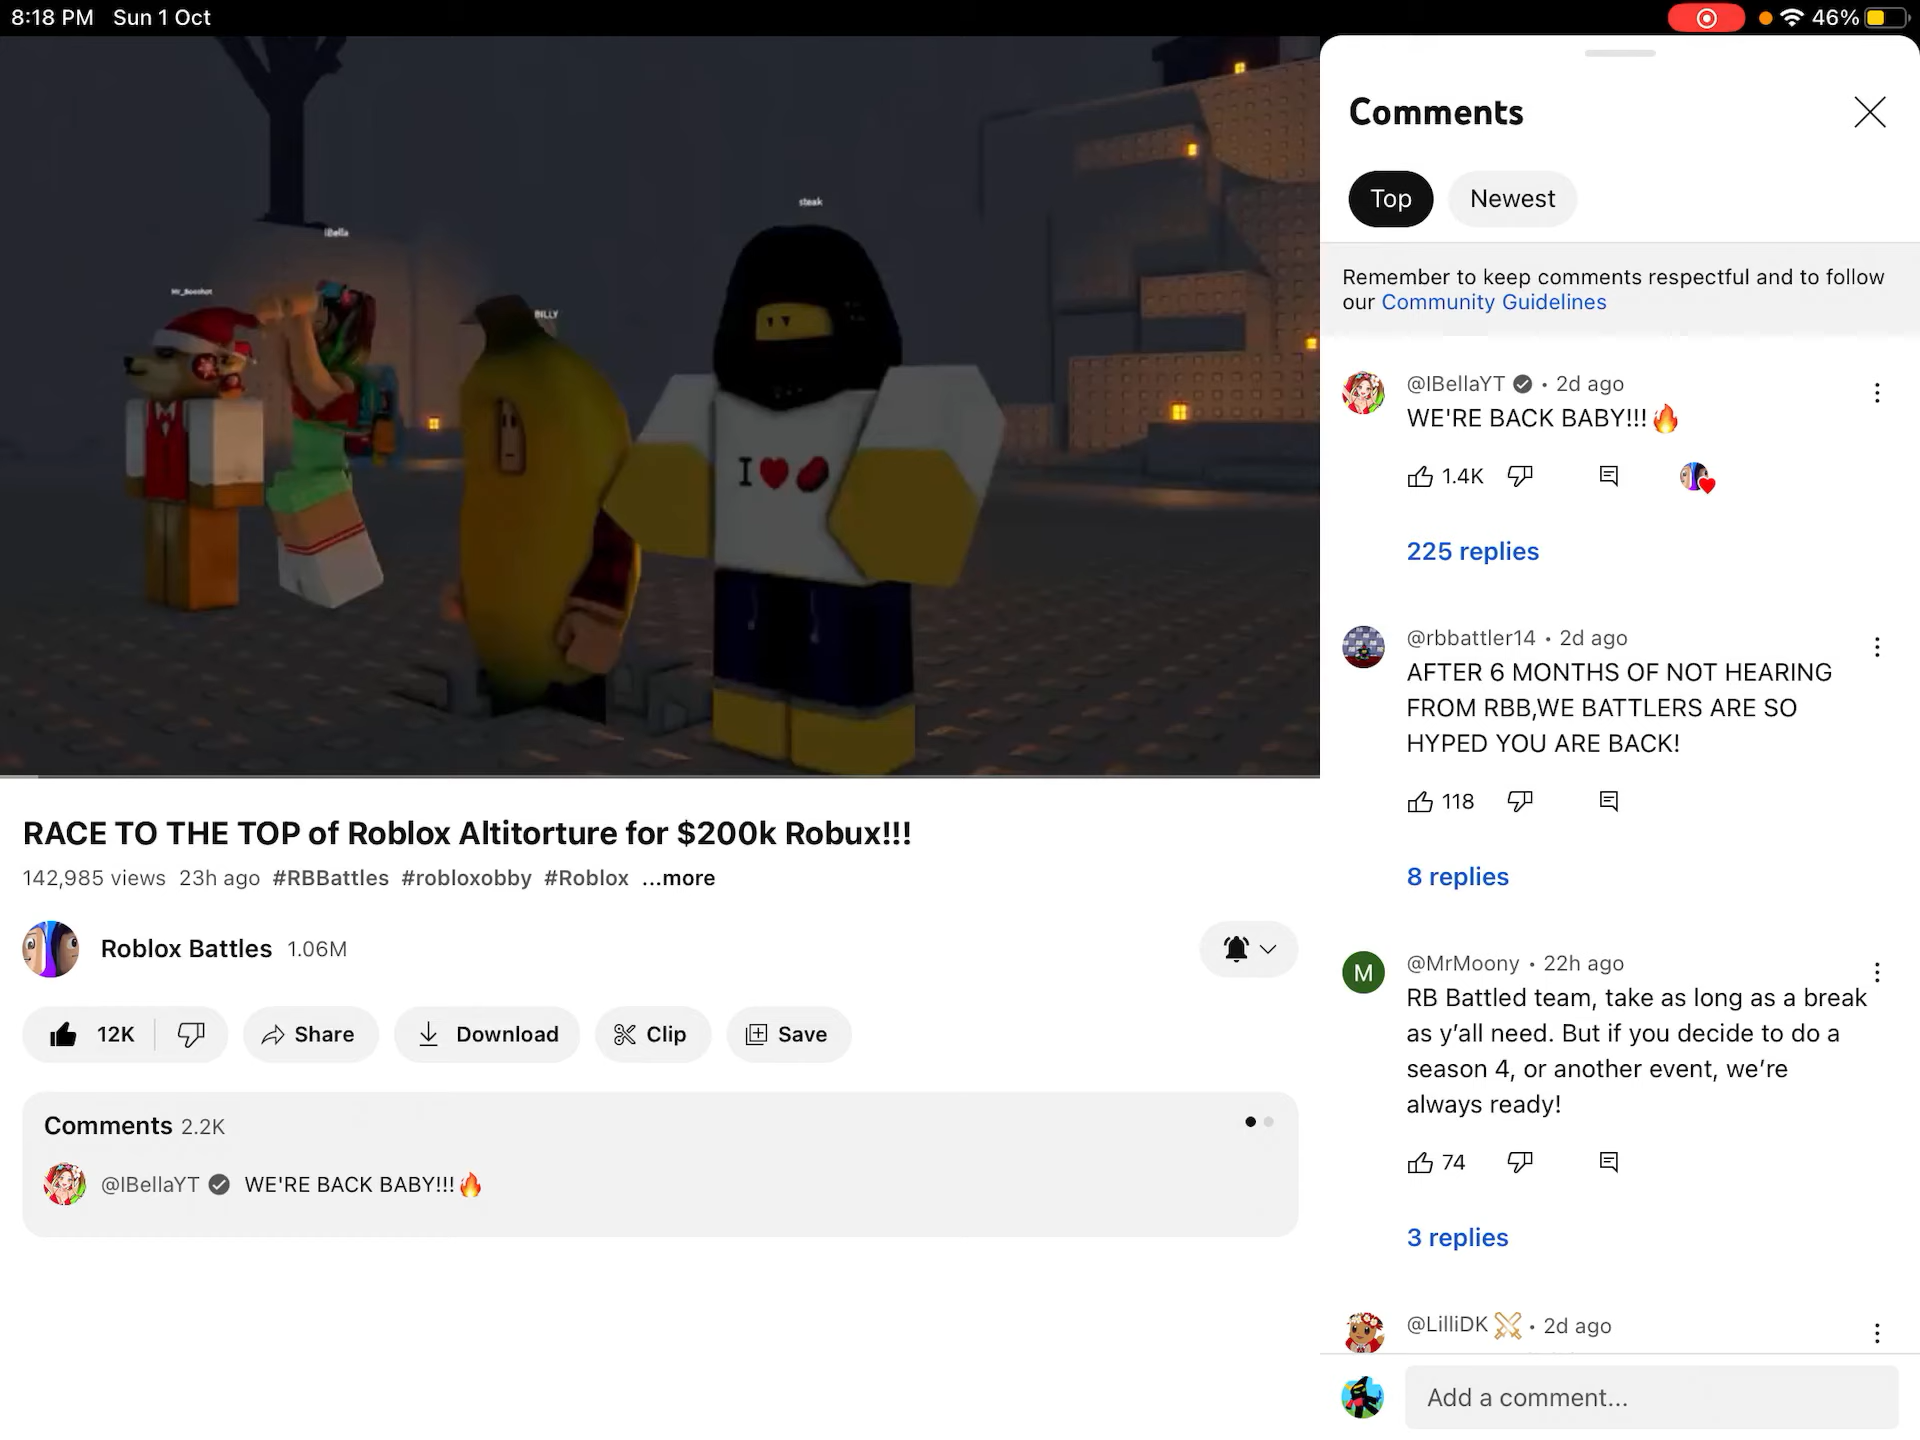 8:18 PM Sun 1 Oct
46%
steak
IBella
Mr_Booshot
BILLY
I
RACE TO THE TOP of Roblox Altitorture for $200k Robux!!!
142,985 views 23h ago #RBBattles #robloxobby #Roblox ...more
Roblox Battles 1.06M
12K
Share
Download
Clip
Save
Comments 2.2K
@IBellaYT WE'RE BACK BABY!!!🔥
Comments
Top
Newest
Remember to keep comments respectful and to follow
our Community Guidelines
@IBellaYT • 2d ago
WE'RE BACK BABY!!!🔥
1.4K
225 replies
@rbbattler14 • 2d ago
AFTER 6 MONTHS OF NOT HEARING
FROM RBB,WE BATTLERS ARE SO
HYPED YOU ARE BACK!
118
8 replies
M
@MrMoony • 22h ago
RB Battled team, take as long as a break
as y’all need. But if you decide to do a
season 4, or another event, we’re
always ready!
74
3 replies
@LilliDK⚔️ • 2d ago
Add a comment...